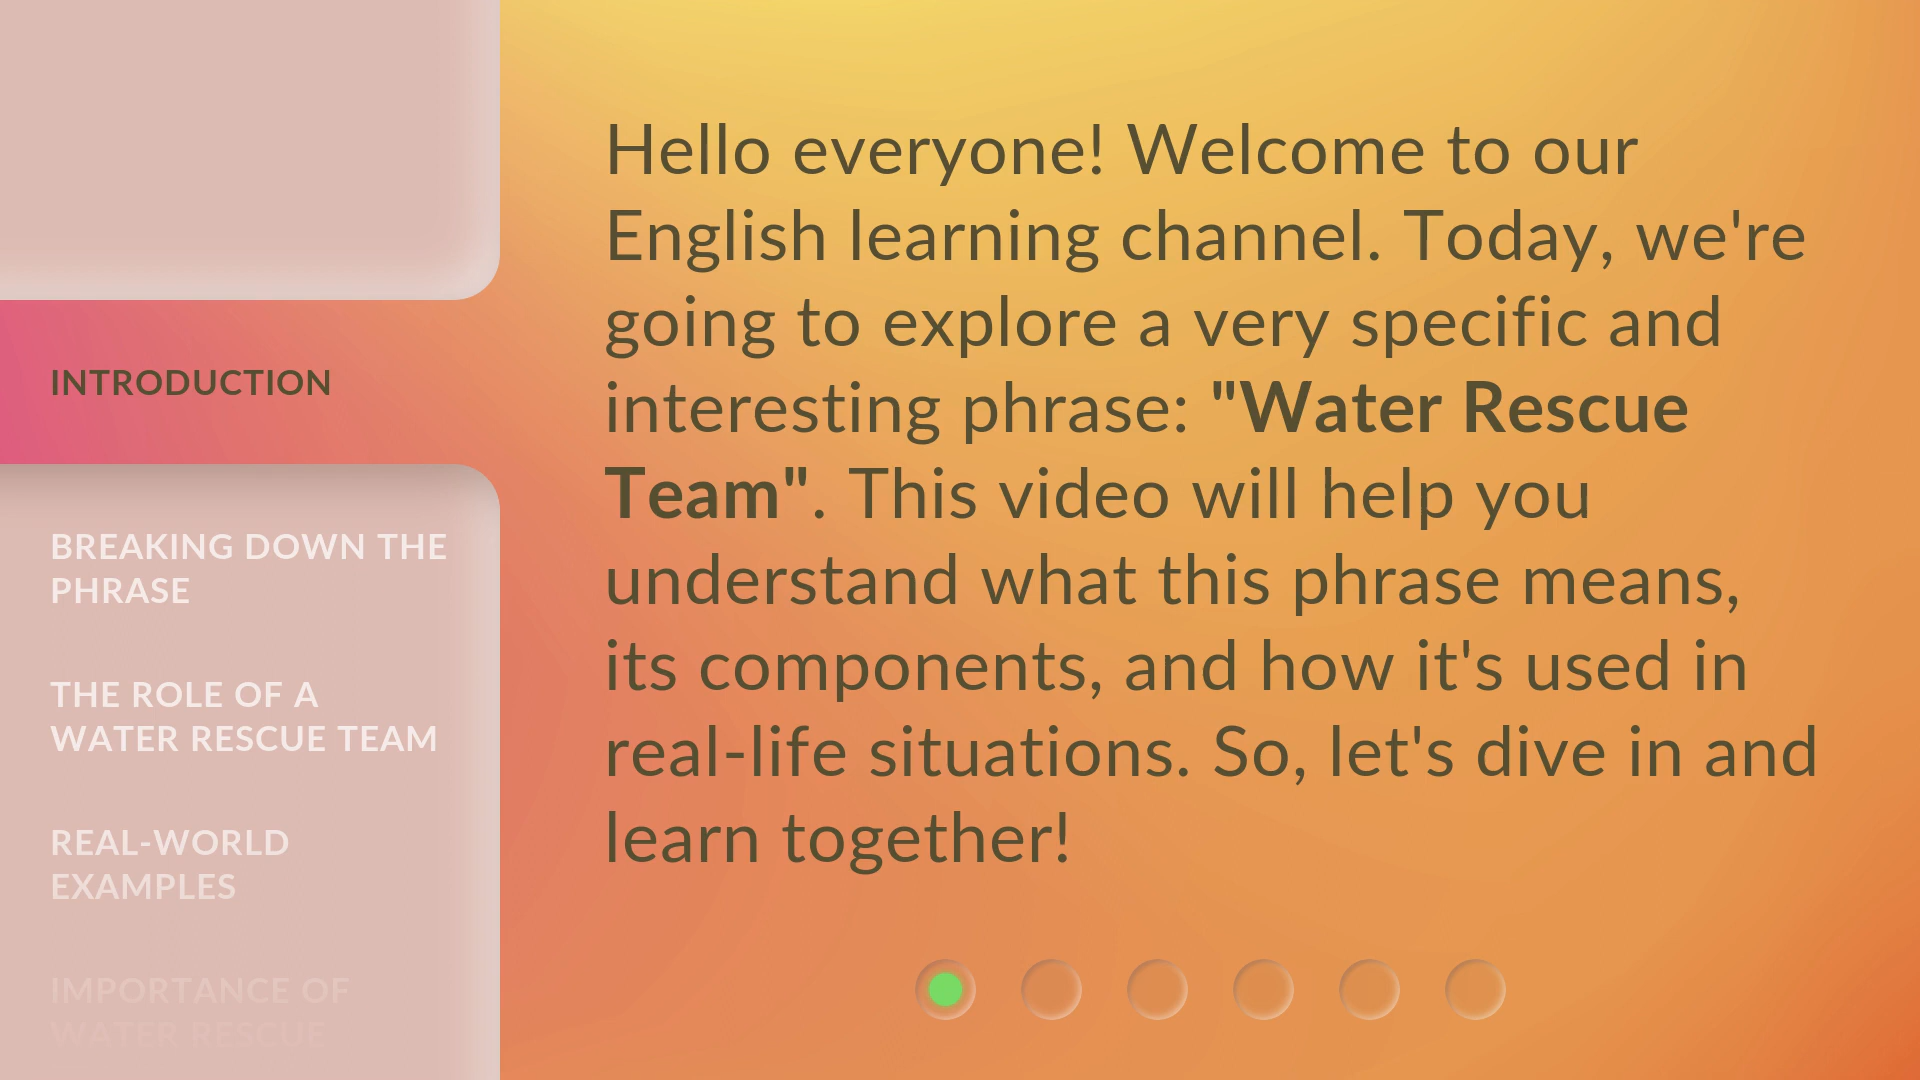 INTRODUCTION
BREAKING DOWN THE
PHRASE
THE ROLE OF A
WATER RESCUE TEAM
REAL-WORLD
EXAMPLES
IMPORTANCE OF
WATER RESCUE
Hello everyone! Welcome to our
English learning channel. Today, we're
going to explore a very specific and
interesting phrase: "Water Rescue
Team". This video will help you
understand what this phrase means,
its components, and how it's used in
real-life situations. So, let's dive in and
learn together!